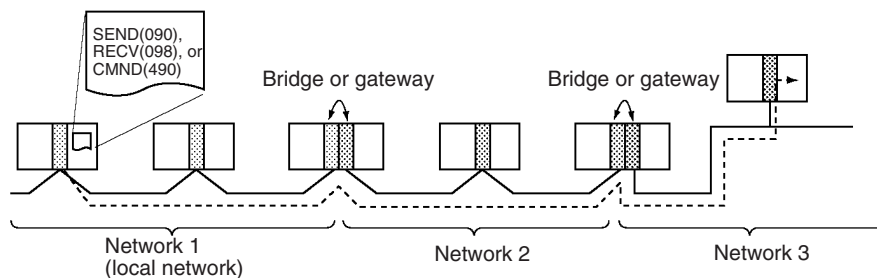 SEND(090),
RECV(098), or
CMND(490)
Bridge or gateway
Bridge or gateway
Network 1
(local network)
Network 2
Network 3